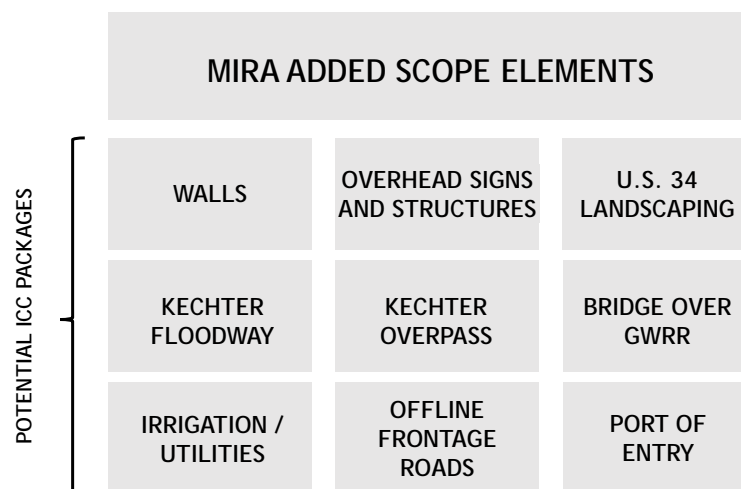 MIRA ADDED SCOPE ELEMENTS
POTENTIAL ICC PACKAGES
WALLS
OVERHEAD SIGNS
AND STRUCTURES
U.S. 34
LANDSCAPING
KECHTER
FLOODWAY
KECHTER
OVERPASS
BRIDGE OVER
GWRR
IRRIGATION /
UTILITIES
OFFLINE
FRONTAGE
ROADS
PORT OF
ENTRY